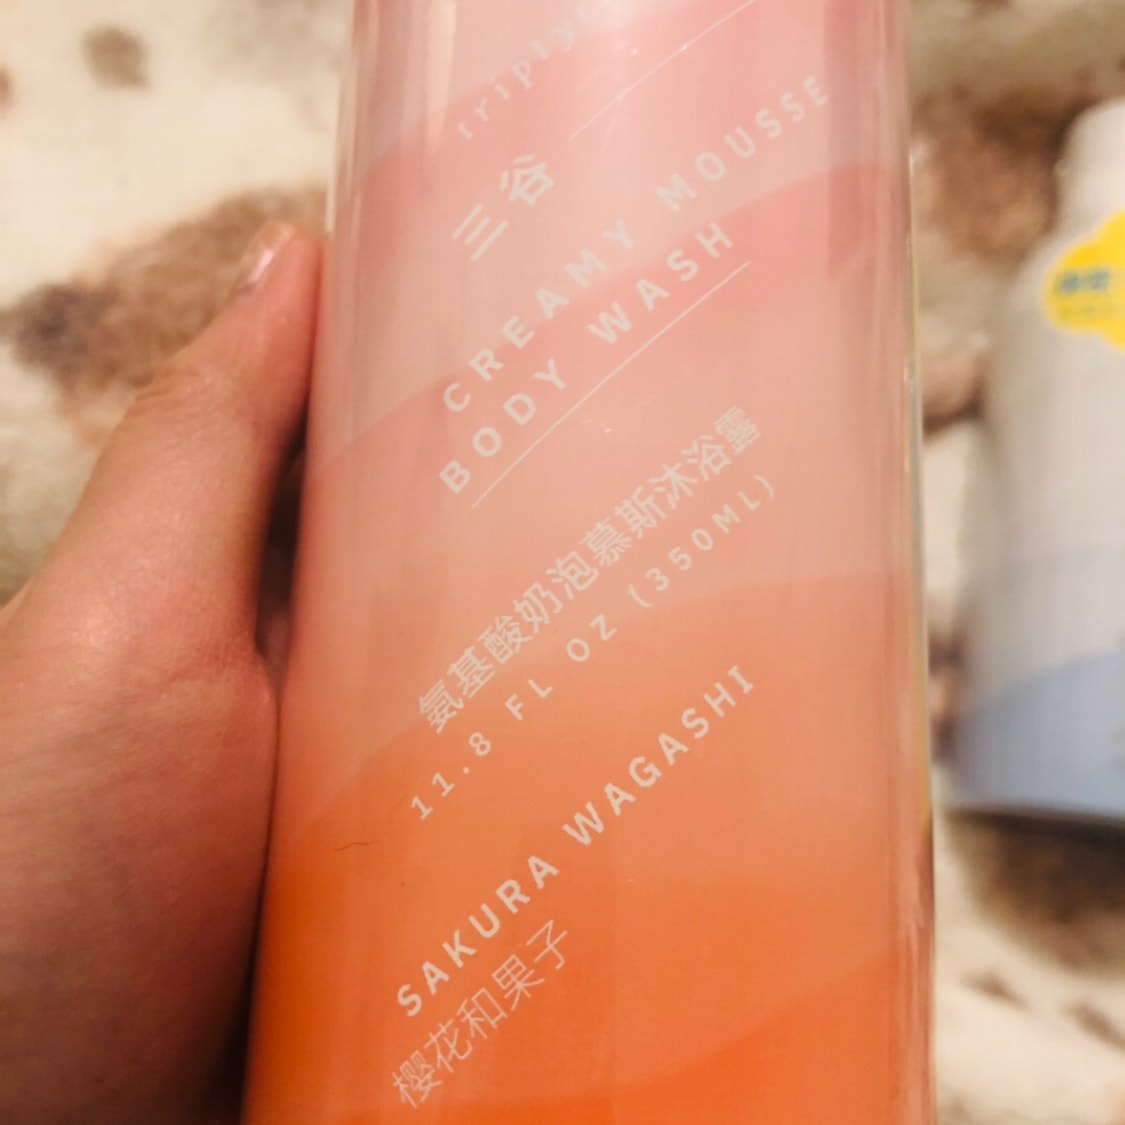 三谷
CREAMY MOUSSE
BODY WASH
氨基酸奶泡慕斯沐浴露
11.8 FL OZ (350ML)
SAKURA WAGASHI
樱花和果子